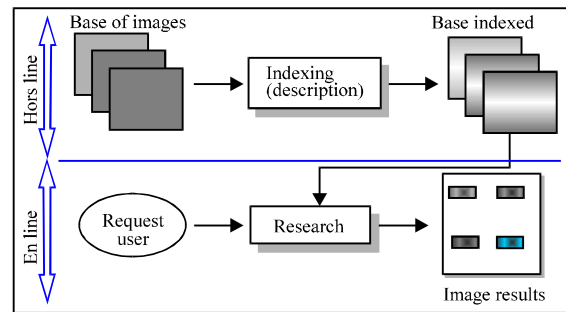 Base of images
Base indexed
Hors line
Indexing
(description)
En line
Request
user
Research
Image results